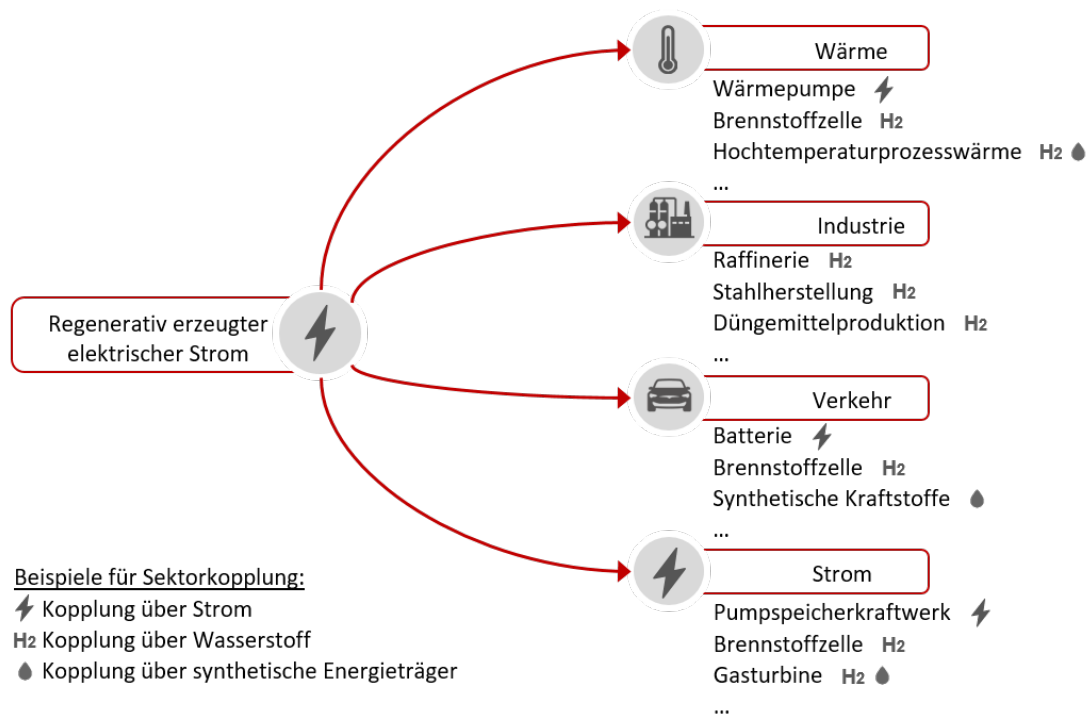 Wärme
Wärmepumpe
Brennstoffzelle H2
Hochtemperaturprozesswärme H2
...
Industrie
Raffinerie H2
Stahlherstellung H2
Düngemittelproduktion H2
...
Regenerativ erzeugter
elektrischer Strom
Verkehr
Batterie
Brennstoffzelle H2
Synthetische Kraftstoffe
...
Strom
Pumpspeicherkraftwerk
Brennstoffzelle H2
Gasturbine H2
...
Beispiele für Sektorkopplung:
Kopplung über Strom
H2 Kopplung über Wasserstoff
Kopplung über synthetische Energieträger